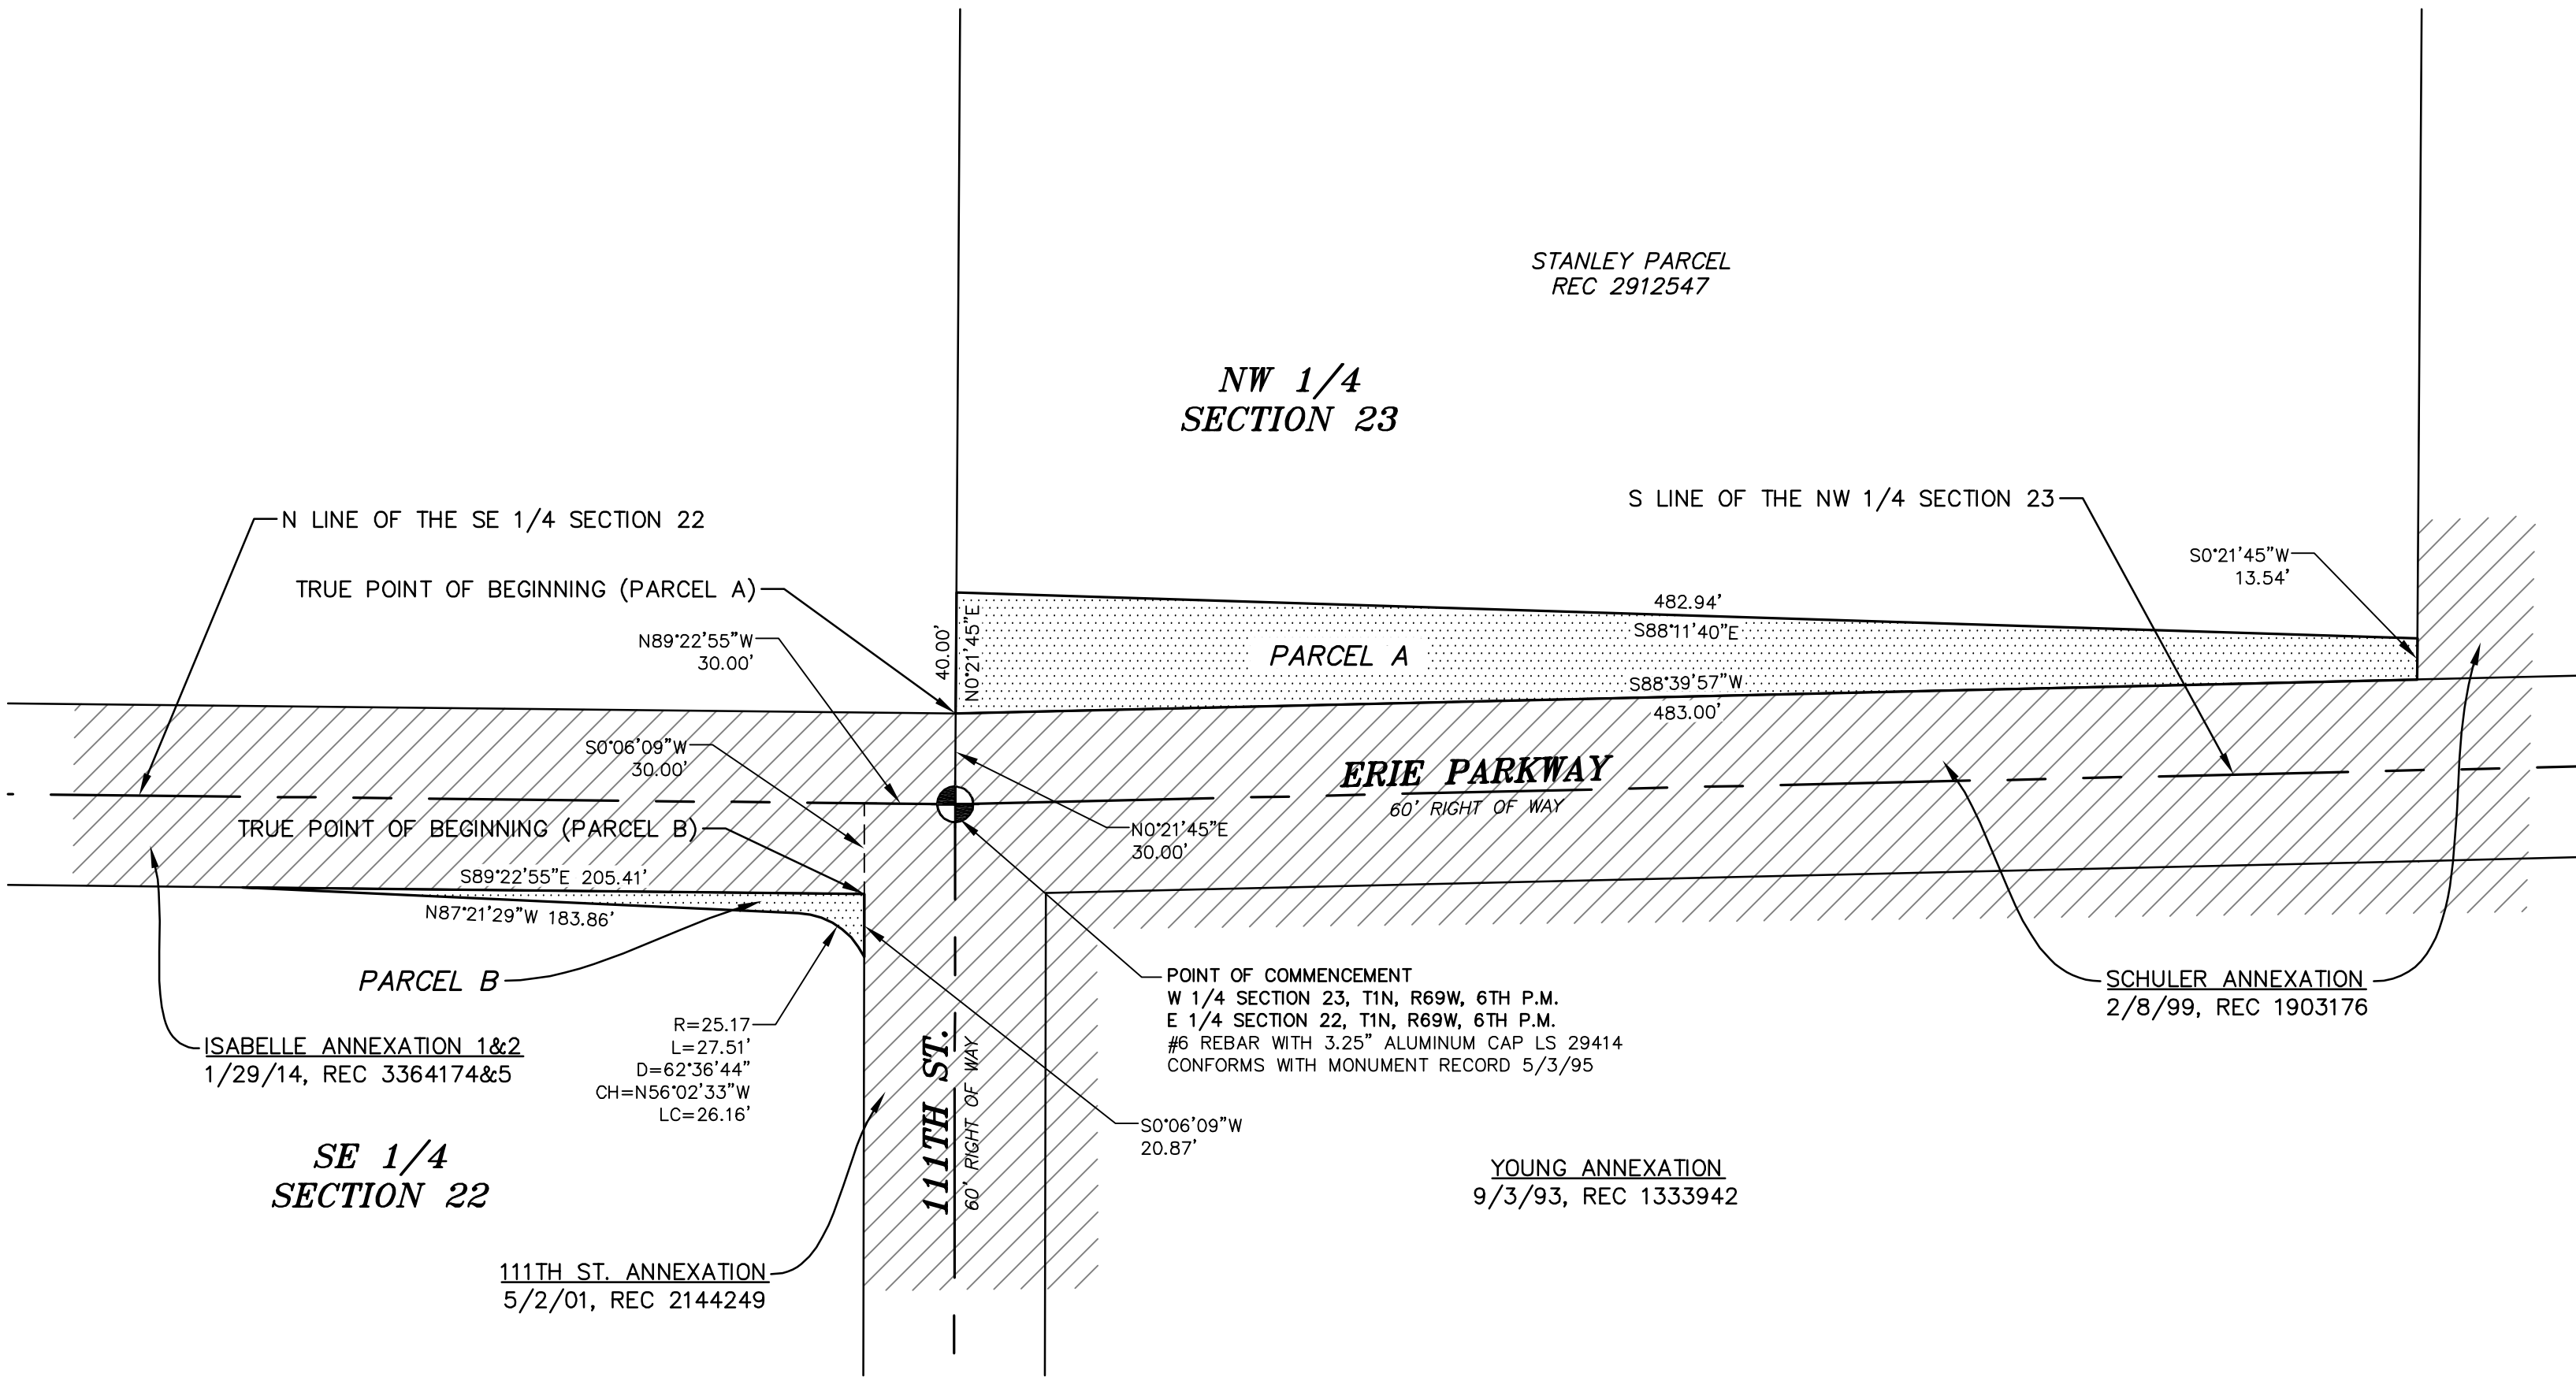 STANLEY PARCEL
REC 2912547
NW 1/4
SECTION 23
N LINE OF THE SE 1/4 SECTION 22
S LINE OF THE NW 1/4 SECTION 23
TRUE POINT OF BEGINNING (PARCEL A)
S0°21'45"W
13.54'
N89°22'55"W
30.00'
40.00'
N0°21'45"E
482.94'
S88°11'40"E
PARCEL A
S88°39'57"W
483.00'
S0°06'09"W
30.00'
ERIE PARKWAY
60' RIGHT OF WAY
TRUE POINT OF BEGINNING (PARCEL B)
N0°21'45"E
30.00'
S89°22'55"E 205.41'
N87°21'29"W 183.86'
PARCEL B
POINT OF COMMENCEMENT
W 1/4 SECTION 23, T1N, R69W, 6TH P.M.
E 1/4 SECTION 22, T1N, R69W, 6TH P.M.
#6 REBAR WITH 3.25" ALUMINUM CAP LS 29414
CONFORMS WITH MONUMENT RECORD 5/3/95
SCHULER ANNEXATION
2/8/99, REC 1903176
R=25.17
L=27.51'
D=62°36'44"
CH=N56°02'33"W
LC=26.16'
ISABELLE ANNEXATION 1&2
1/29/14, REC 3364174&5
111TH ST.
60' RIGHT OF WAY
S0°06'09"W
20.87'
SE 1/4
SECTION 22
YOUNG ANNEXATION
9/3/93, REC 1333942
111TH ST. ANNEXATION
5/2/01, REC 2144249